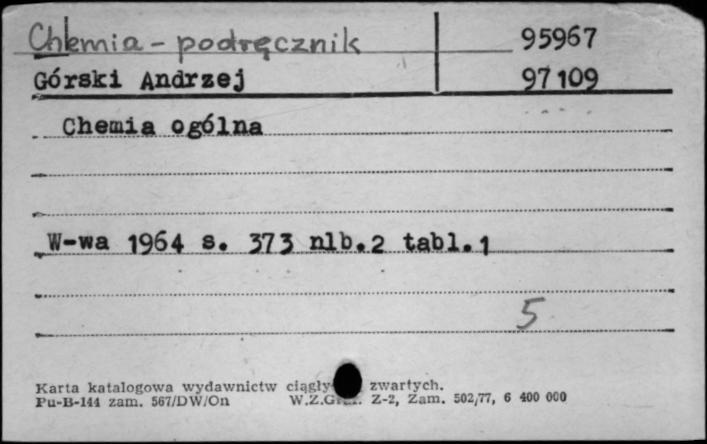 Chemia - podręcznik 95967
Górski Andrzej 97109
Chemia ogólna
W-wa 1964 s. 373 nlb.2 tabl.1
5
Karta katalogowa wydawnictw zwartych.
Pu-B-144 zam. 567/DW/On Z-2, Zam. 502/77, 6 400 000